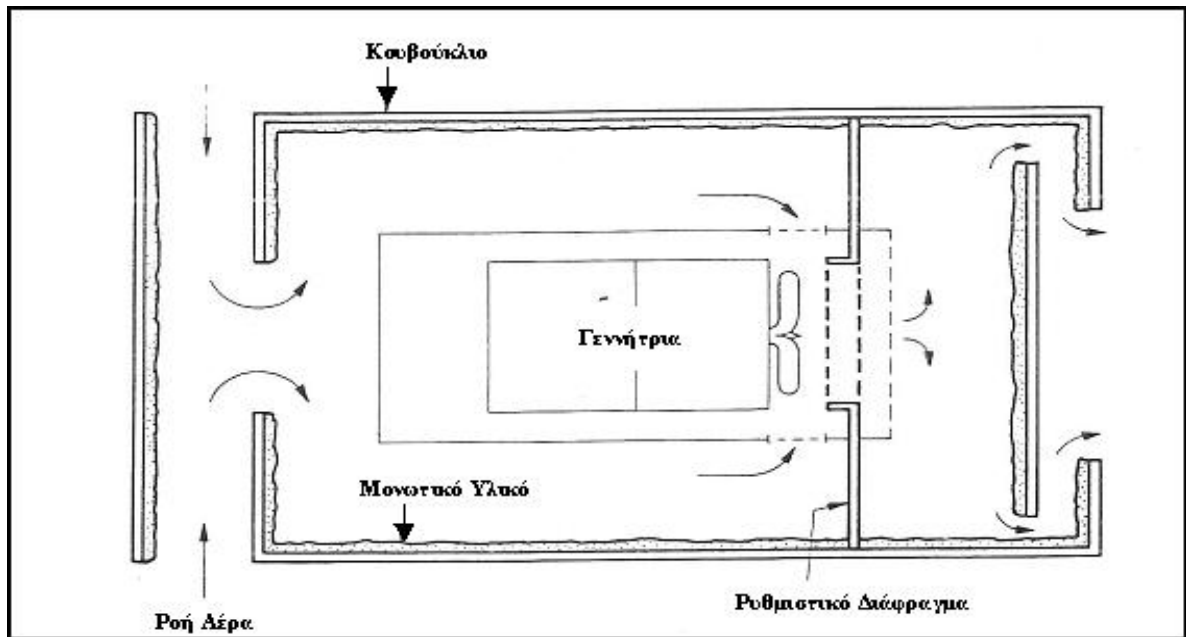 Κουβούκλιο
Γεννήτρια
Μονωτικό Υλικό
Ρυθμιστικό Διάφραγμα
Ροή Αέρα